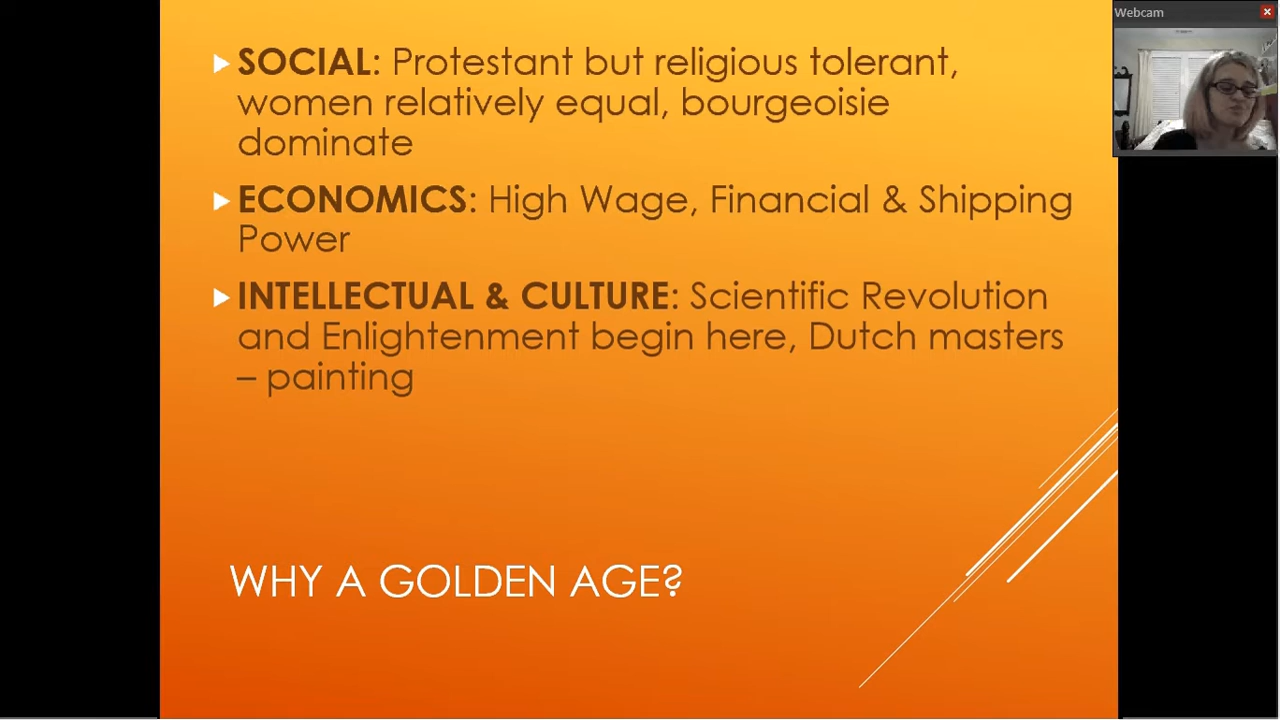 Webcam
SOCIAL: Protestant but religious tolerant,
women relatively equal, bourgeoisie
dominate
ECONOMICS: High Wage, Financial & Shipping
Power
INTELLECTUAL & CULTURE: Scientific Revolution
and Enlightenment begin here, Dutch masters
– painting
WHY A GOLDEN AGE?